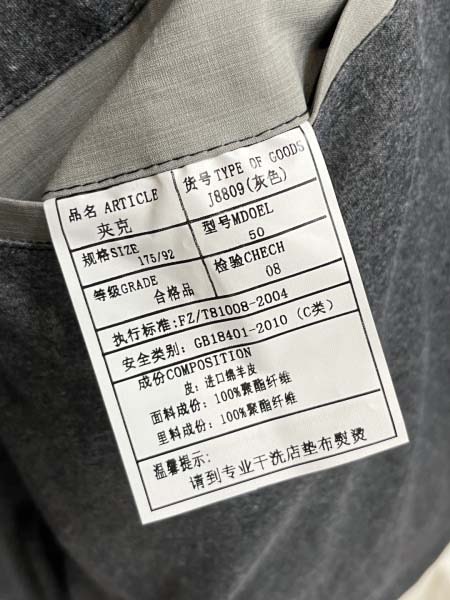 品名 ARTICLE 货号TYPE OF GOODS
夹克 J8809(灰色)
规格SIZE 型号MDOEL
175/92 50
等级GRADE 检验CHECH
合格品 08
执行标准:FZ/T81008-2004
安全类别: GB18401-2010 (C类)
成份COMPOSITION
皮: 进口绵羊皮
面料成份: 100%聚酯纤维
里料成份: 100%聚酯纤维
温馨提示:
请到专业干洗店垫布熨烫